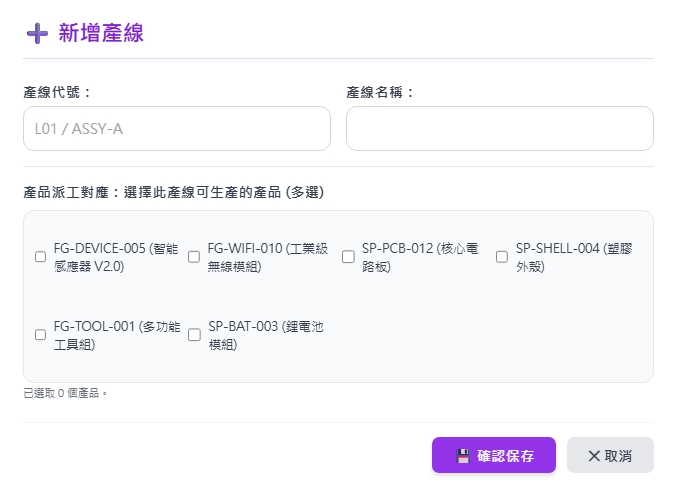 ➕ 新增產線
產線代號：
產線名稱：
L01 / ASSY-A
產品派工對應：選擇此產線可生產的產品 (多選)
FG-DEVICE-005 (智能
感應器 V2.0)
FG-WIFI-010 (工業級
無線模組)
SP-PCB-012 (核心電
路板)
SP-SHELL-004 (塑膠
外殼)
FG-TOOL-001 (多功能
工具組)
SP-BAT-003 (鋰電池
模組)
已選取 0 個產品。
💾 確認保存
✕ 取消